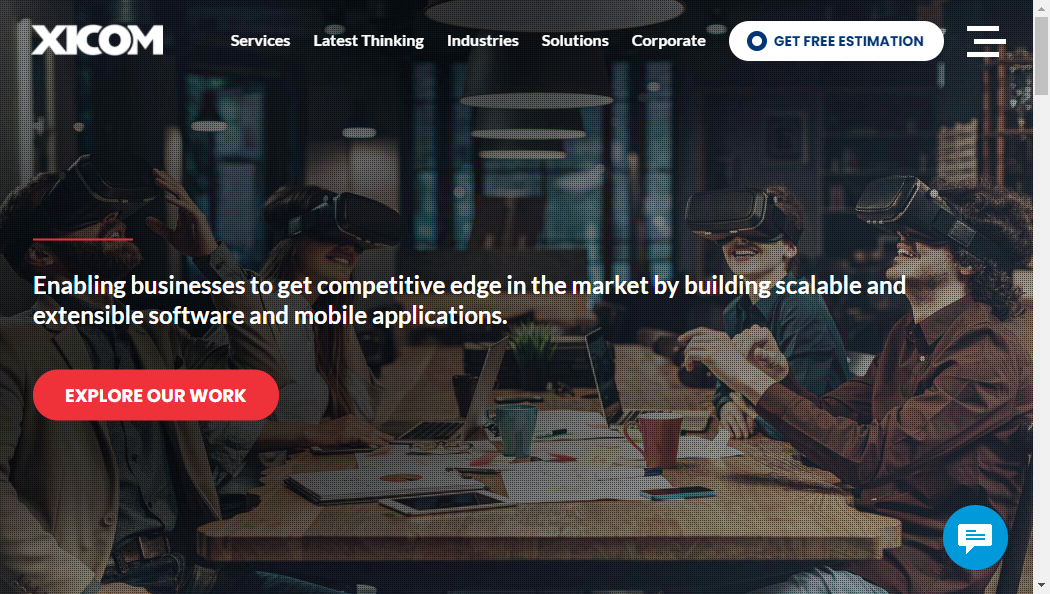 XICOM
Services
Latest Thinking
Industries
Solutions
Corporate
GET FREE ESTIMATION
Enabling businesses to get competitive edge in the market by building scalable and
extensible software and mobile applications.
EXPLORE OUR WORK